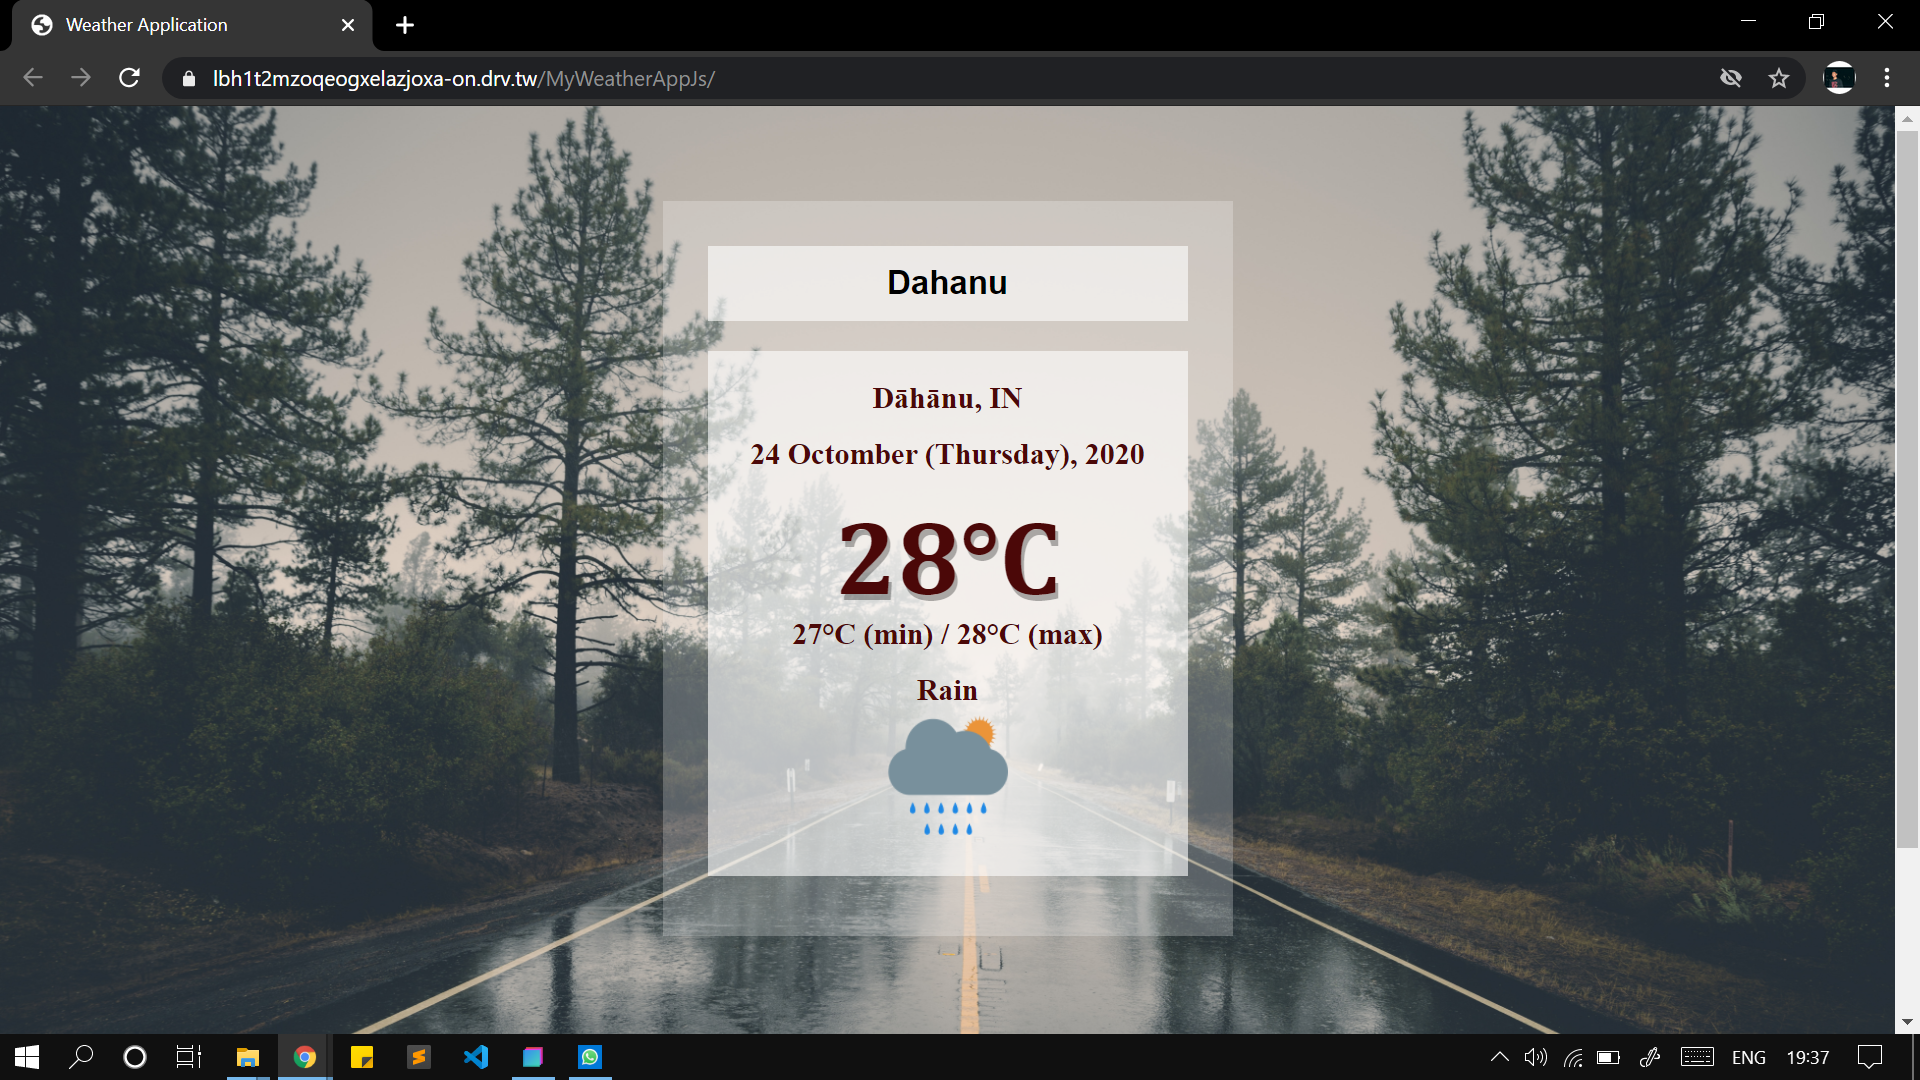 Weather Application
lbh1t2mzoqeogxelazjoxa-on.drv.tw/MyWeatherAppJs/
Dahanu
Dāhānu, IN
24 Octomber (Thursday), 2020
28°C
27°C (min) / 28°C (max)
Rain
ENG 19:37